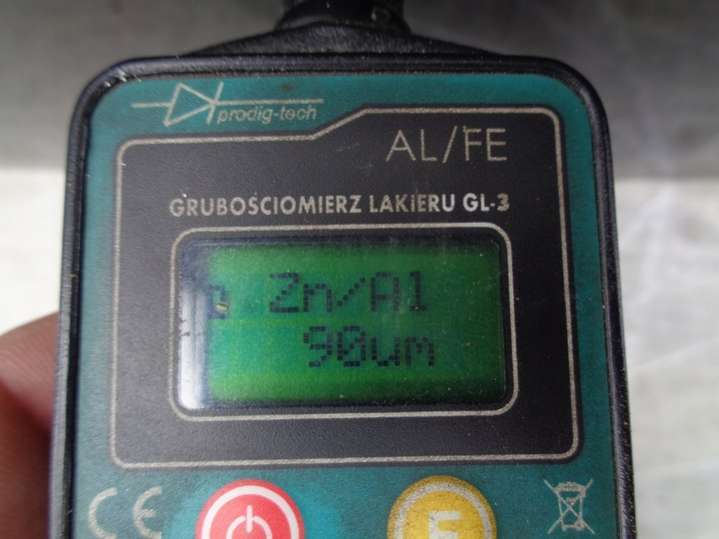 prodig-tech
AL/FE
GRUBOSCIOMIERZ LAKIERU GL-3
Zn/Al
90um
CE
F